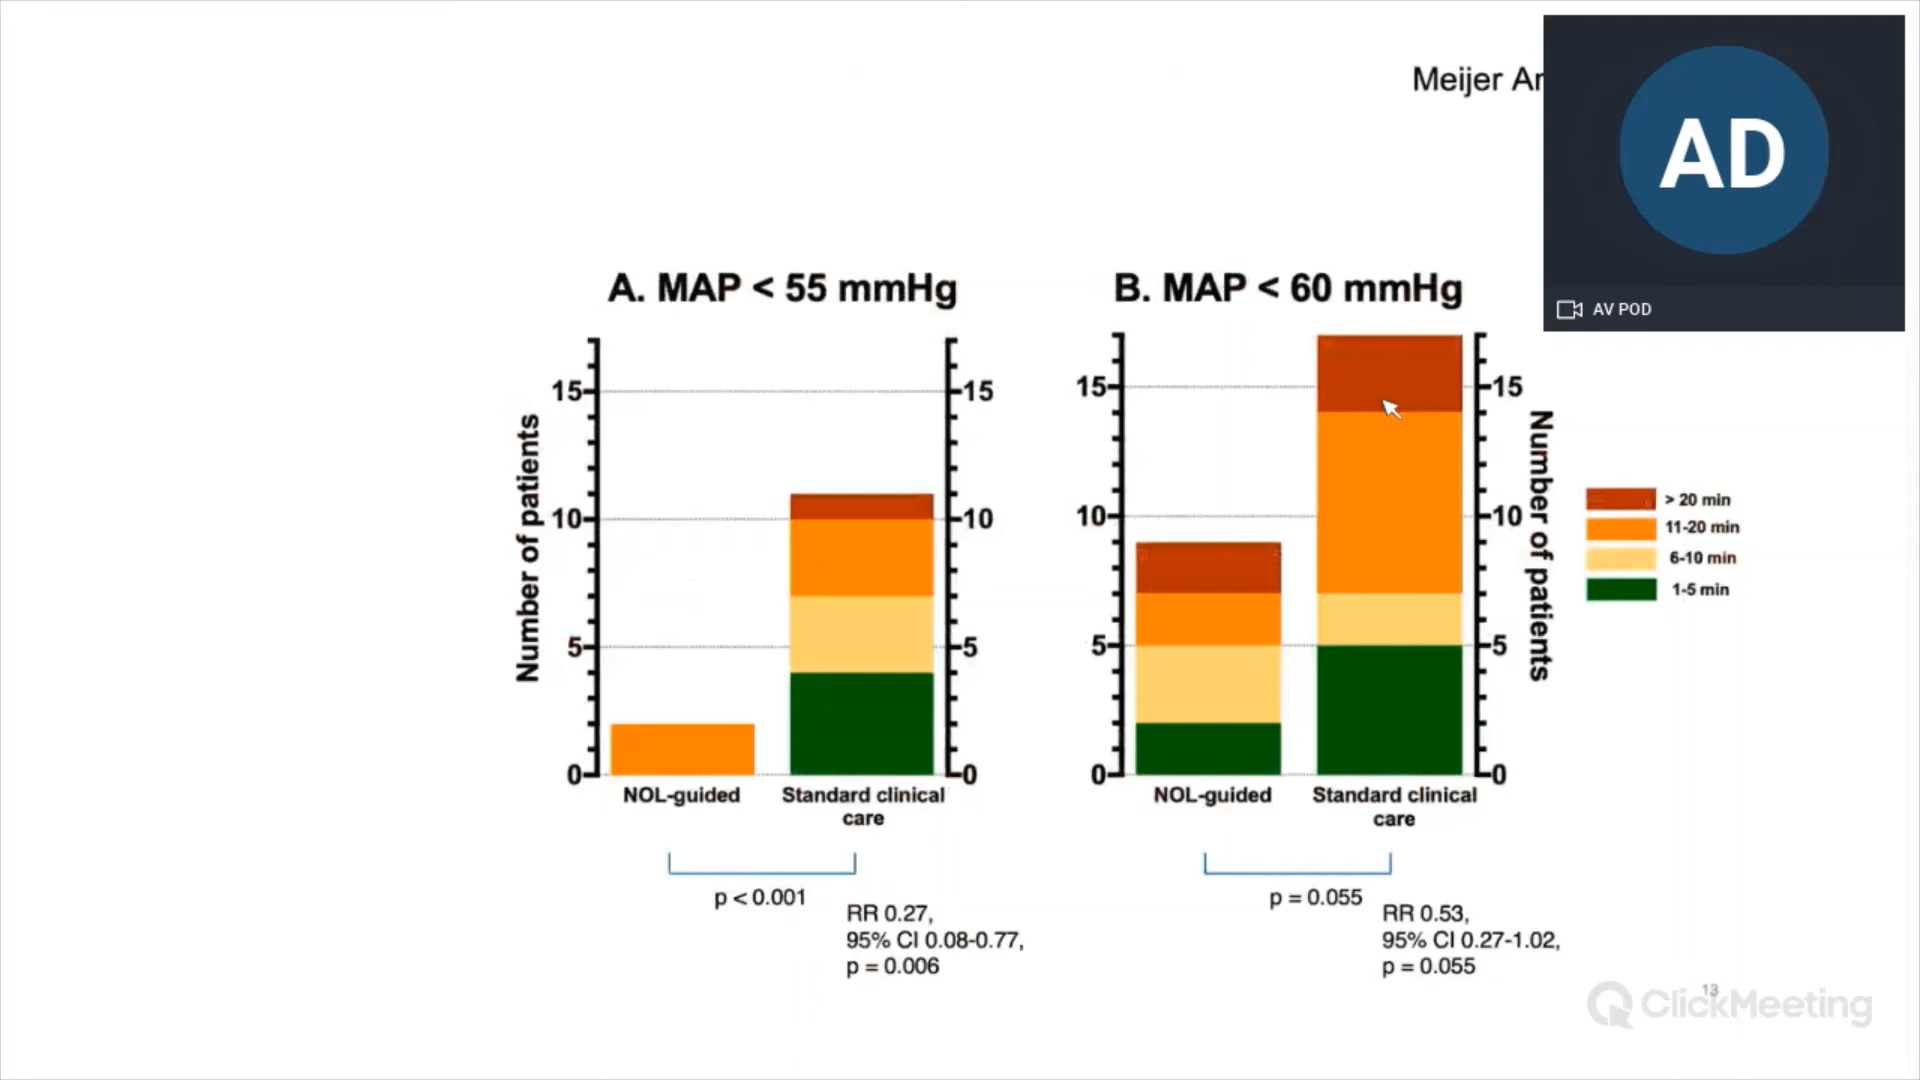 Meijer
AD
AV POD
A. MAP < 55 mmHg
B. MAP < 60 mmHg
Number of patients
15
10
5
0
15
10
5
0
NOL-guided
Standard clinical
care
15
10
5
0
15
10
5
0
Number of patients
NOL-guided
Standard clinical
care
> 20 min
11-20 min
6-10 min
1-5 min
p < 0.001
RR 0.27,
95% CI 0.08-0.77,
p = 0.006
p = 0.055
RR 0.53,
95% CI 0.27-1.02,
p = 0.055
13
ClickMeeting